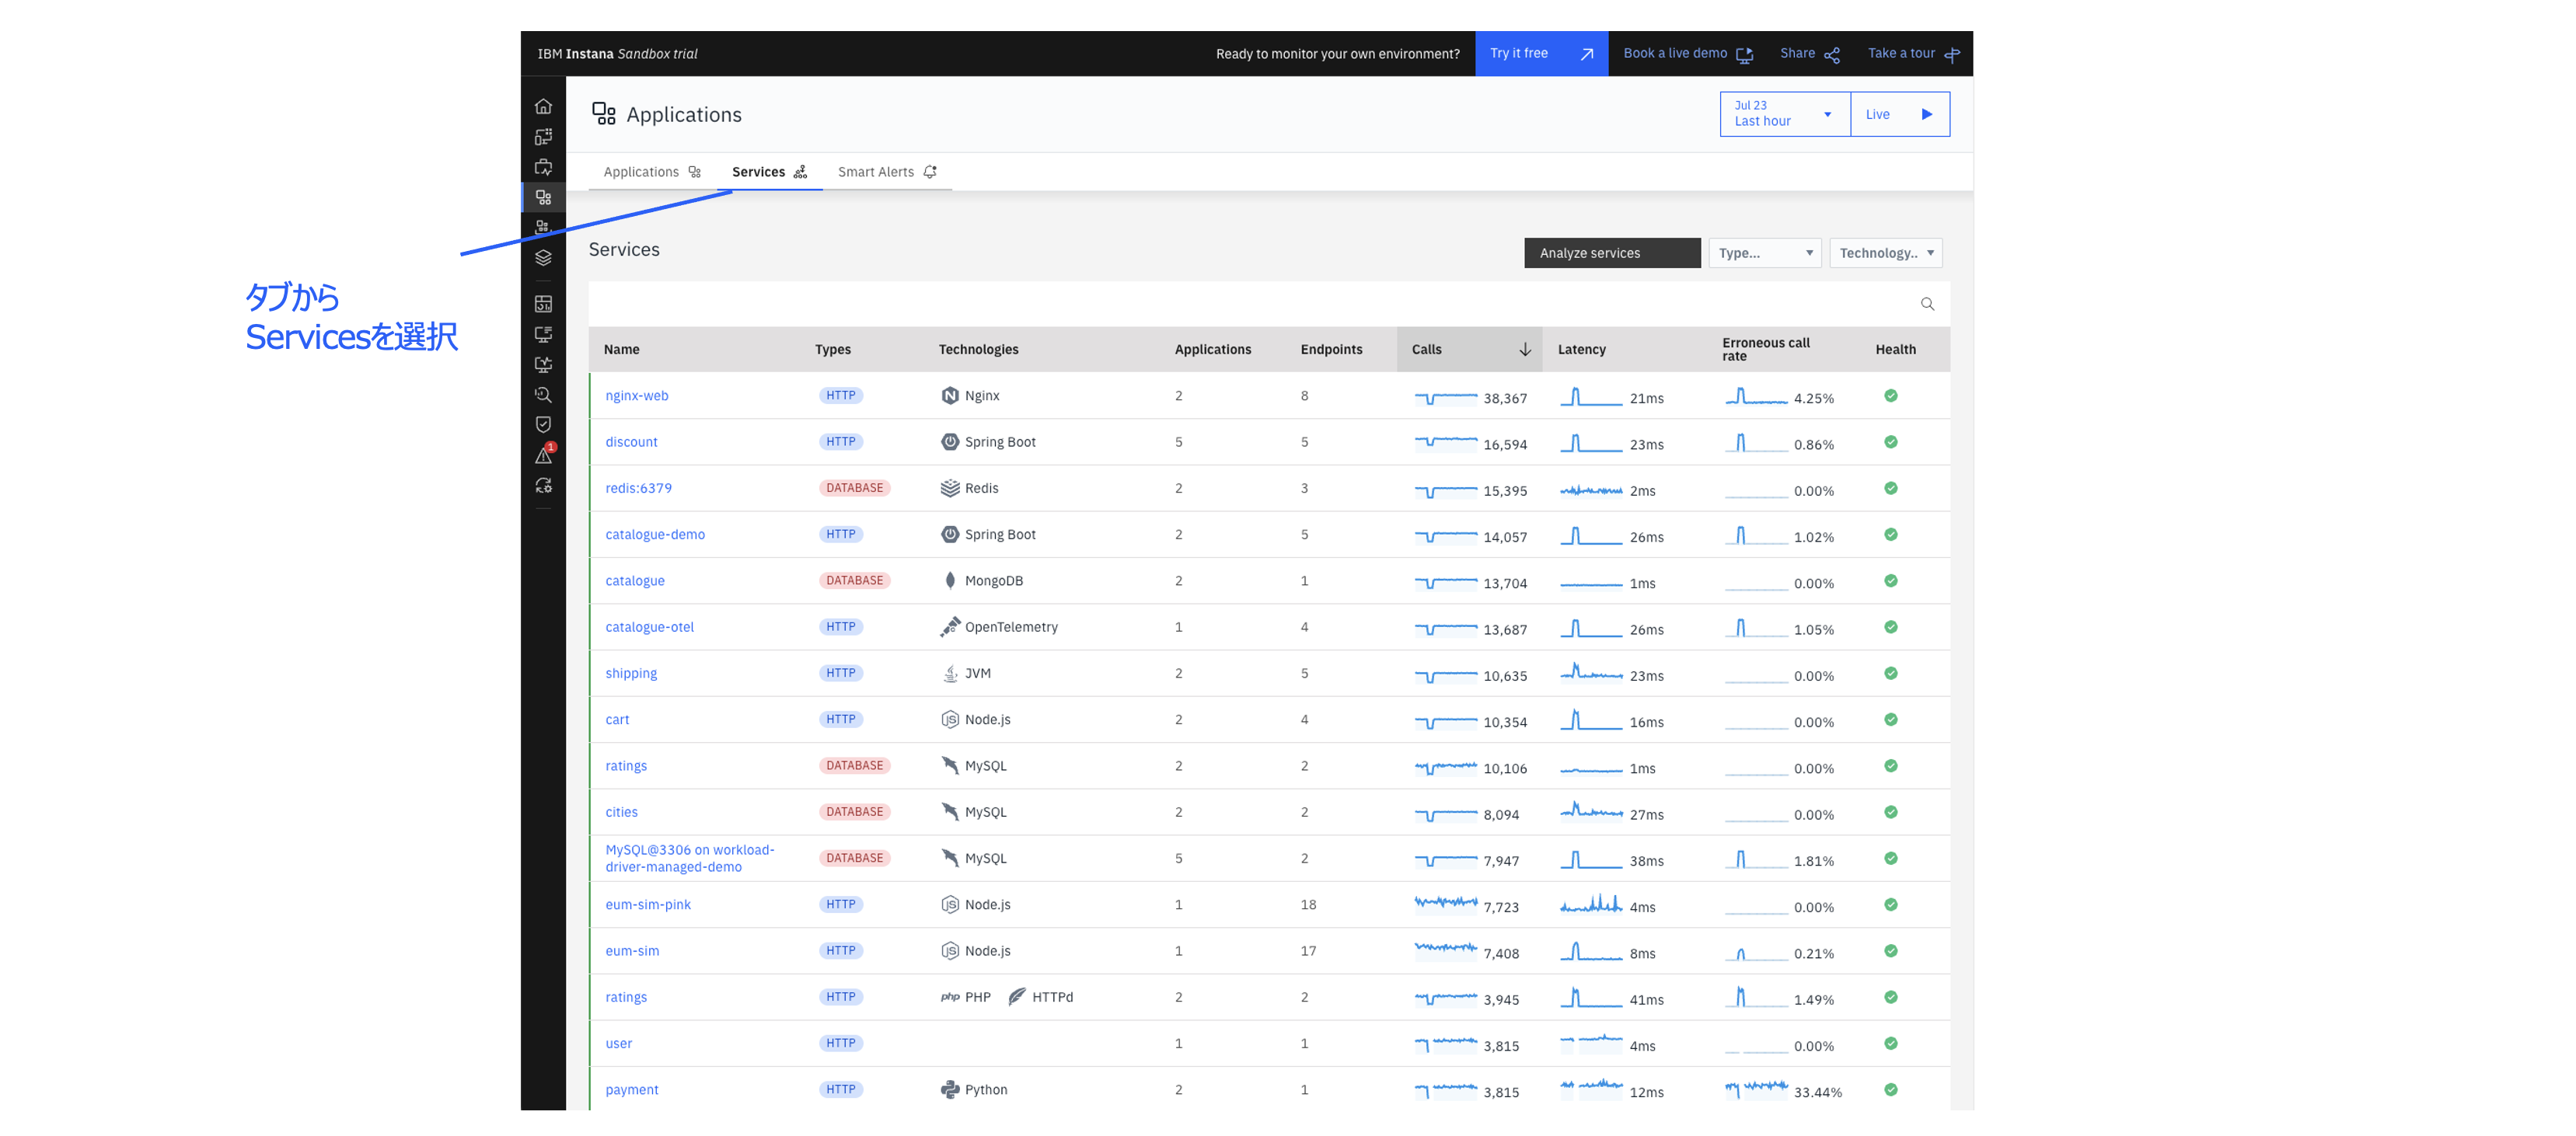 IBM Instana Sandbox trial
Ready to monitor your own environment?
Try it free
Book a live demo
Share
Take a tour
Applications
Jul 23
Last hour
Live
Applications
Services
Smart Alerts
タブから
Servicesを選択
Services
Analyze services
Type...
Technology..
Name Types Technologies Applications Endpoints Calls Latency Erroneous call rate Health
nginx-web HTTP Nginx 2 8 38,367 21ms 4.25%
discount HTTP Spring Boot 5 5 16,594 23ms 0.86%
redis:6379 DATABASE Redis 2 3 15,395 2ms 0.00%
catalogue-demo HTTP Spring Boot 2 5 14,057 26ms 1.02%
catalogue DATABASE MongoDB 2 1 13,704 1ms 0.00%
catalogue-otel HTTP OpenTelemetry 1 4 13,687 26ms 1.05%
shipping HTTP JVM 2 5 10,635 23ms 0.00%
cart HTTP Node.js 2 4 10,354 16ms 0.00%
ratings DATABASE MySQL 2 2 10,106 1ms 0.00%
cities DATABASE MySQL 2 2 8,094 27ms 0.00%
MySQL@3306 on workload-driver-managed-demo DATABASE MySQL 5 2 7,947 38ms 1.81%
eum-sim-pink HTTP Node.js 1 18 7,723 4ms 0.00%
eum-sim HTTP Node.js 1 17 7,408 8ms 0.21%
ratings HTTP php PHP HTTPd 2 2 3,945 41ms 1.49%
user HTTP 1 1 3,815 4ms 0.00%
payment HTTP Python 2 1 3,815 12ms 33.44%
1